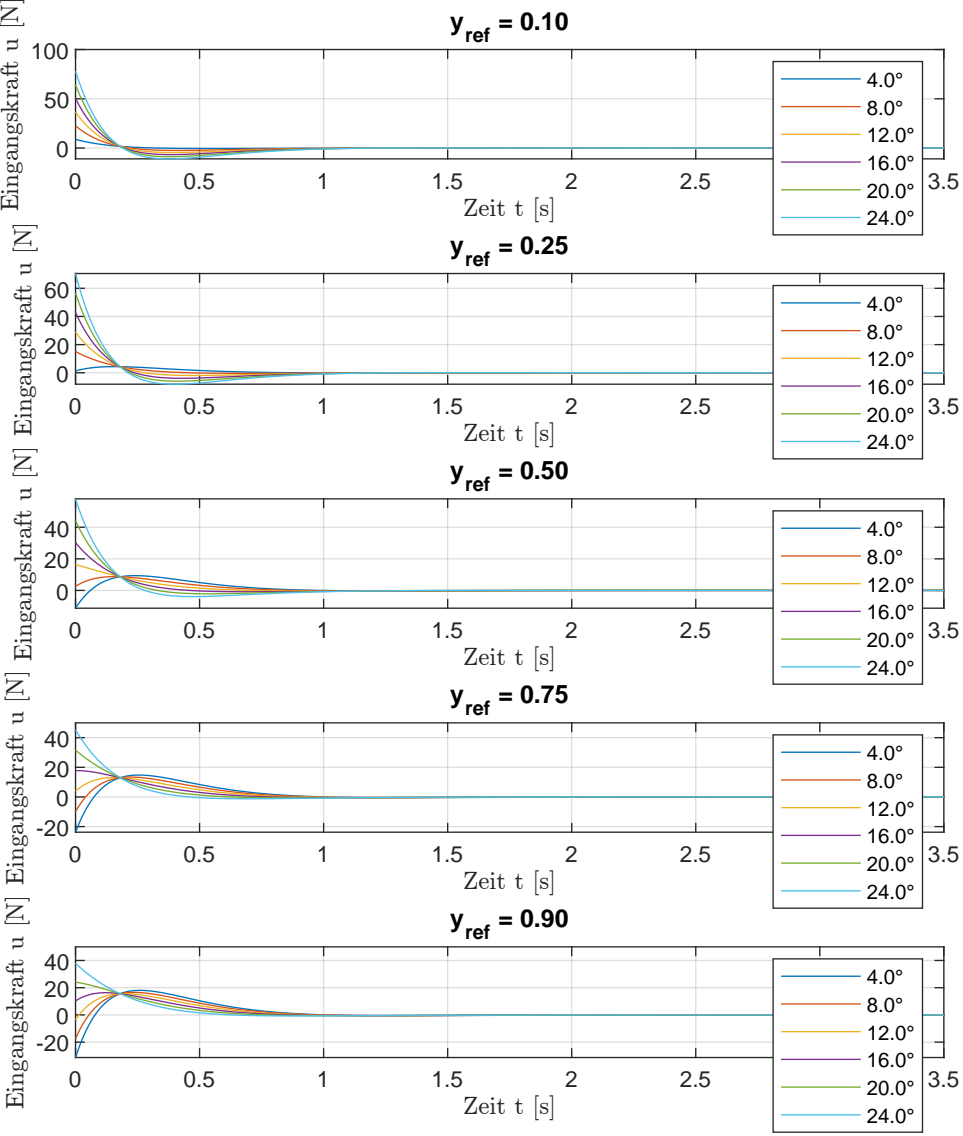 y_ref = 0.10
Eingangskraft u [N]
100
50
0
0 0.5 1 1.5 2 2.5 3.5
Zeit t [s]
4.0°
8.0°
12.0°
16.0°
20.0°
24.0°
y_ref = 0.25
Eingangskraft u [N]
60
40
20
0
0 0.5 1 1.5 2 2.5 3.5
Zeit t [s]
4.0°
8.0°
12.0°
16.0°
20.0°
24.0°
y_ref = 0.50
Eingangskraft u [N]
40
20
0
0 0.5 1 1.5 2 2.5 3.5
Zeit t [s]
4.0°
8.0°
12.0°
16.0°
20.0°
24.0°
y_ref = 0.75
Eingangskraft u [N]
40
20
0
-20
0 0.5 1 1.5 2 2.5 3.5
Zeit t [s]
4.0°
8.0°
12.0°
16.0°
20.0°
24.0°
y_ref = 0.90
Eingangskraft u [N]
40
20
0
-20
0 0.5 1 1.5 2 2.5 3.5
Zeit t [s]
4.0°
8.0°
12.0°
16.0°
20.0°
24.0°